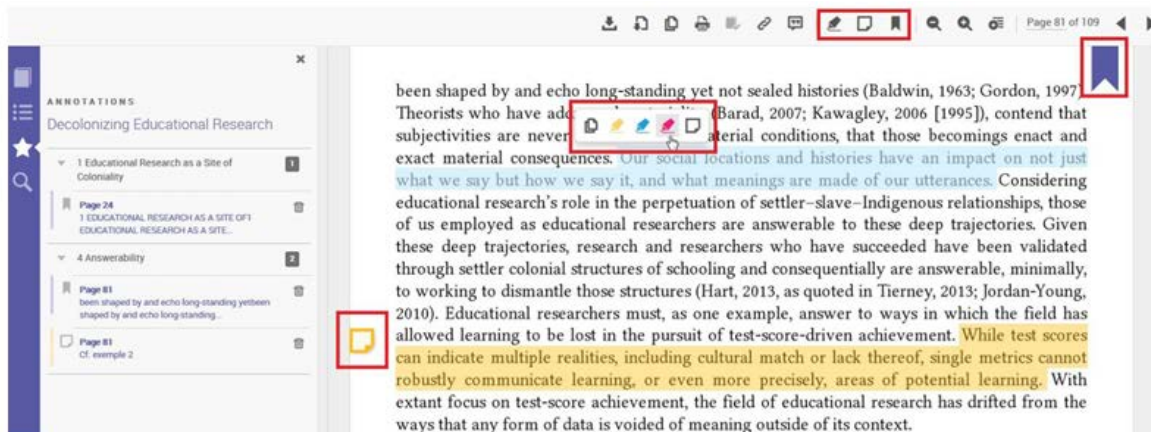 Page 81 of 109
ANNOTATIONS
Decolonizing Educational Research
1 Educational Research as a Site of
Coloniality
1
Page 24
1 EDUCATIONAL RESEARCH AS A SITE OF1
EDUCATIONAL RESEARCH AS A SITE...
4 Answerability
2
Page 81
been shaped by and echo long-standing yetbeen
shaped by and echo long-standing...
Page 81
Cf. exemple 2
been shaped by and echo long-standing yet not sealed histories (Baldwin, 1963; Gordon, 1997)
Theorists who have (Barad, 2007; Kawagley, 2006 [1995]), contend that
subjectivities are never material conditions, that those becomings enact and
exact material consequences. Our social locations and histories have an impact on not just
what we say but how we say it, and what meanings are made of our utterances. Considering
educational research's role in the perpetuation of settler–slave–Indigenous relationships, those
of us employed as educational researchers are answerable to these deep trajectories. Given
these deep trajectories, research and researchers who have succeeded have been validated
through settler colonial structures of schooling and consequentially are answerable, minimally,
to working to dismantle those structures (Hart, 2013, as quoted in Tierney, 2013; Jordan-Young,
2010). Educational researchers must, as one example, answer to ways in which the field has
allowed learning to be lost in the pursuit of test-score-driven achievement. While test scores
can indicate multiple realities, including cultural match or lack thereof, single metrics cannot
robustly communicate learning, or even more precisely, areas of potential learning. With
extant focus on test-score achievement, the field of educational research has drifted from the
ways that any form of data is voided of meaning outside of its context.